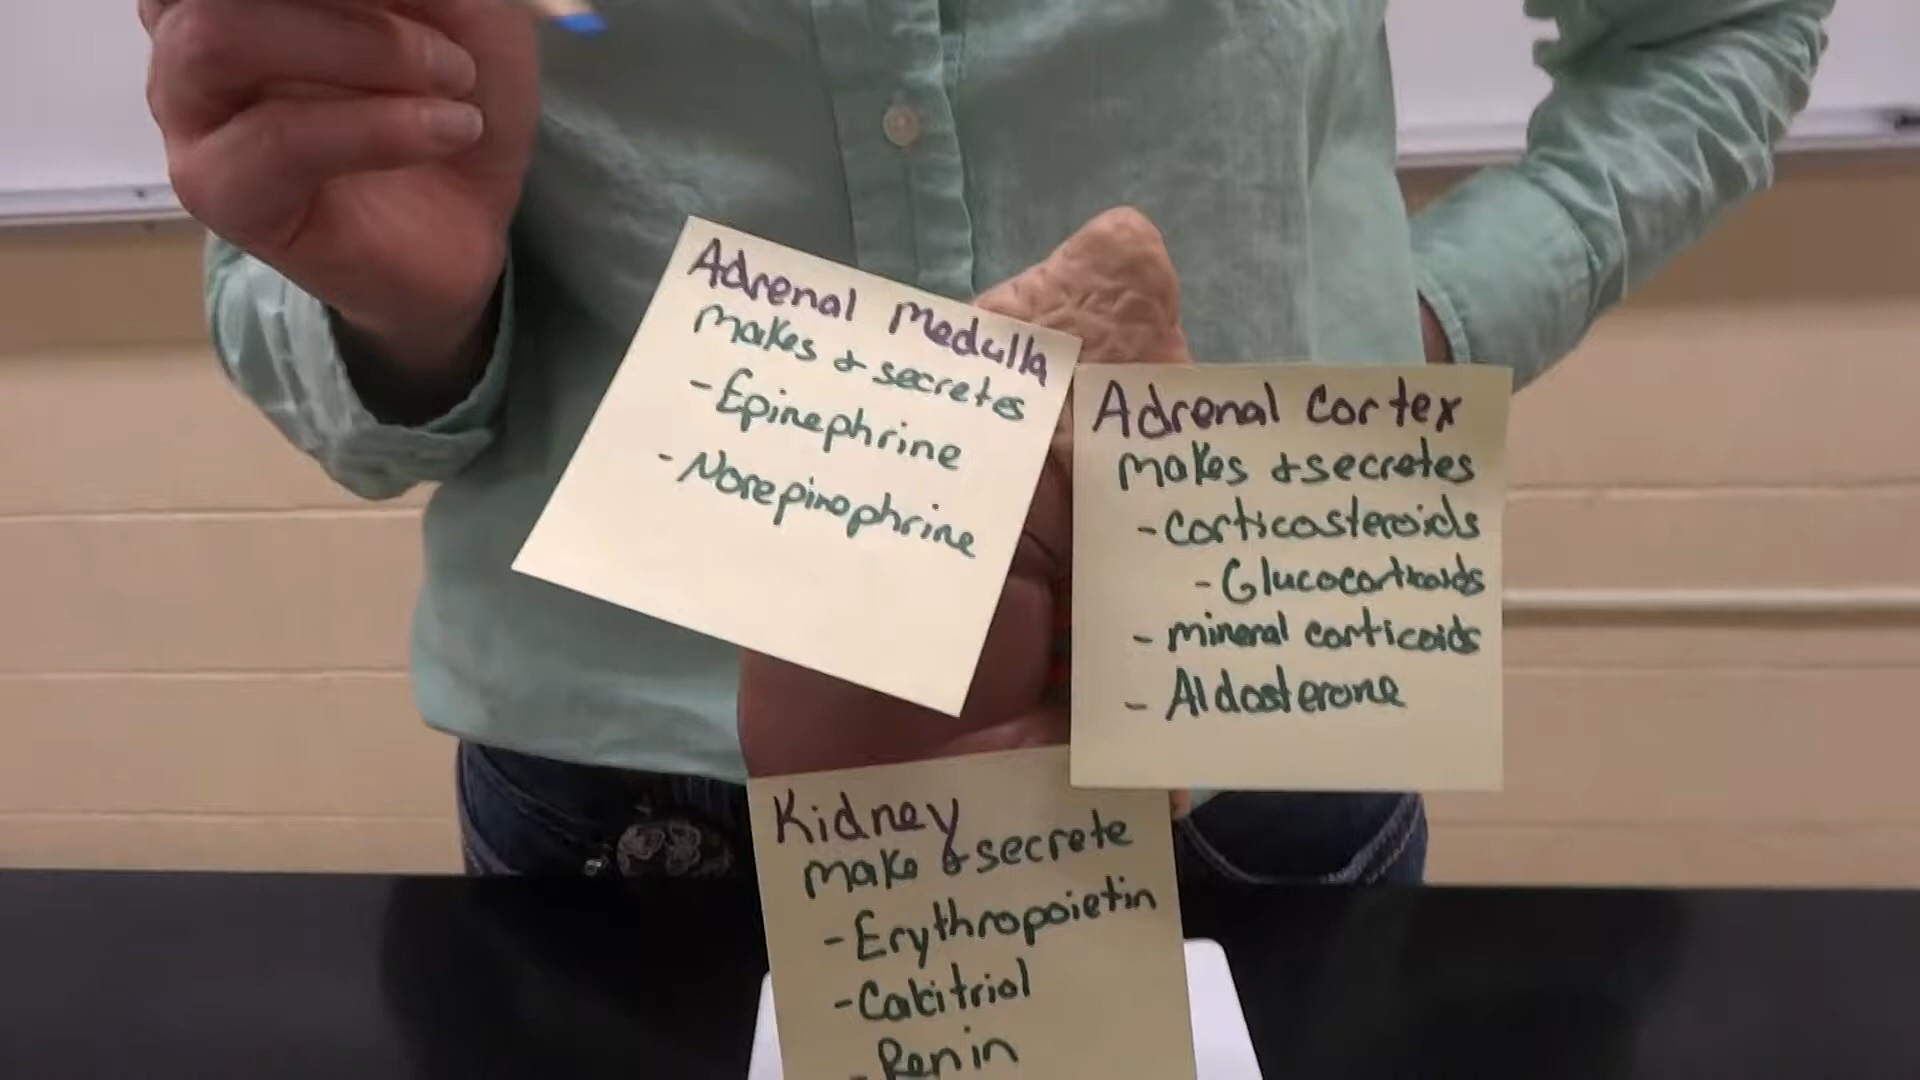 Adrenal Medulla
makes & secretes
- Epinephrine
- Norepinephrine
Adrenal Cortex
makes & secretes
- corticosteroids
- Glucocorticoids
- mineral corticoids
- Aldosterone
Kidney
make & secrete
- Erythropoietin
- Calcitriol
- Renin